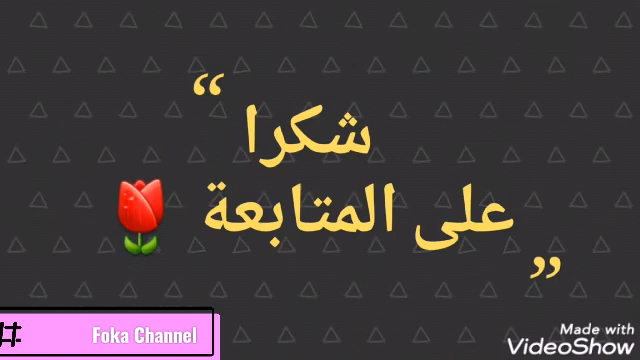 “
شكرا
على المتابعة 🌷
”
# Foka Channel
Made with
VideoShow